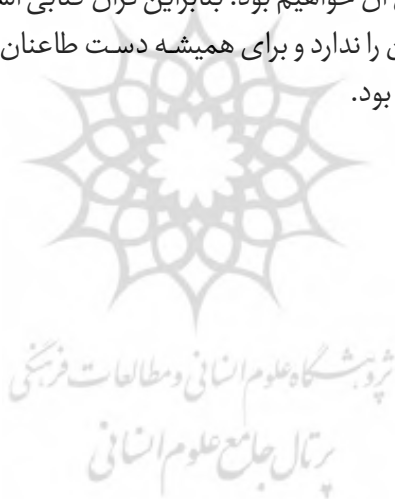 آن خواهیم بود. بنابراین قرآن کتابی
را ندارد و برای همیشه دست طاعنان
بود.
پژوهشگاه علوم انسانی و مطالعات فرهنگی
پرتال جامع علوم انسانی